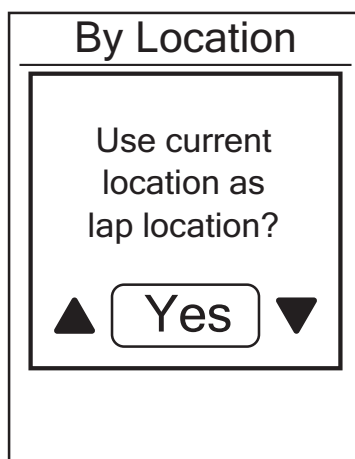 By Location
Use current
location as
lap location?
Yes